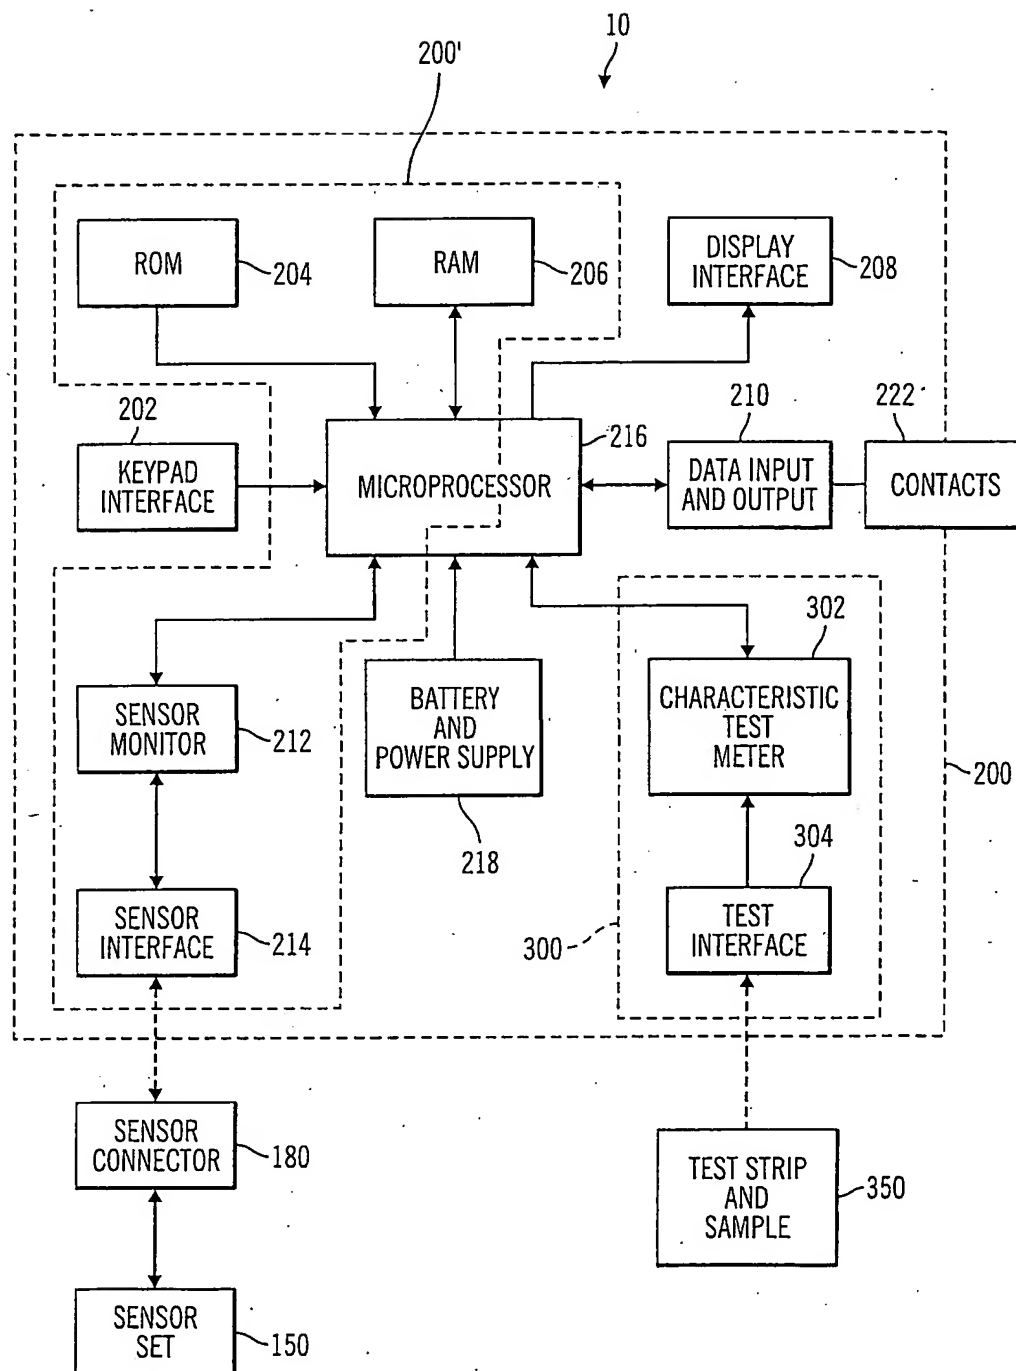 10
200'
ROM
204
RAM
206
DISPLAY
INTERFACE
208
202
KEYPAD
INTERFACE
MICROPROCESSOR
216
210
DATA INPUT
AND OUTPUT
222
CONTACTS
SENSOR
MONITOR
212
BATTERY
AND
POWER SUPPLY
218
302
CHARACTERISTIC
TEST
METER
200
SENSOR
INTERFACE
214
300
304
TEST
INTERFACE
SENSOR
CONNECTOR
180
TEST STRIP
AND
SAMPLE
350
SENSOR
SET
150